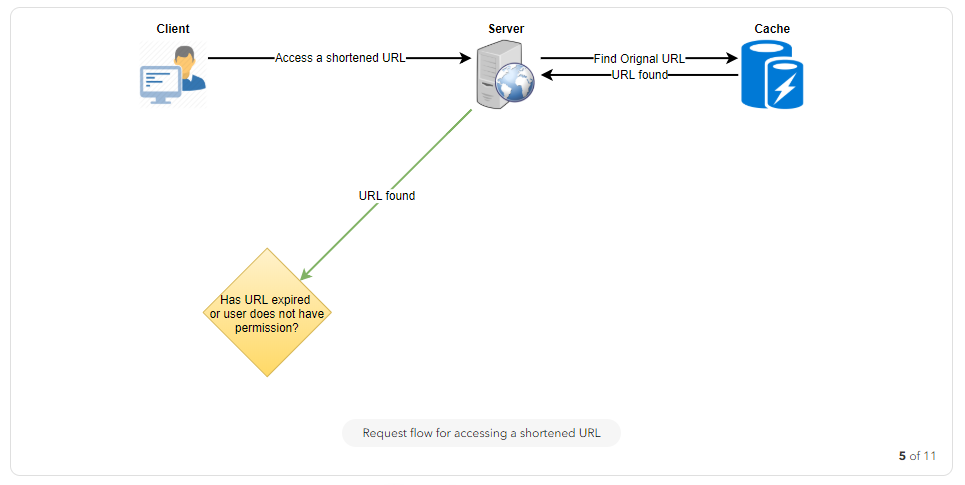 Client
Server
Cache
Access a shortened URL
Find Orignal URL
URL found
URL found
Has URL expired
or user does not have
permission?
Request flow for accessing a shortened URL
5 of 11